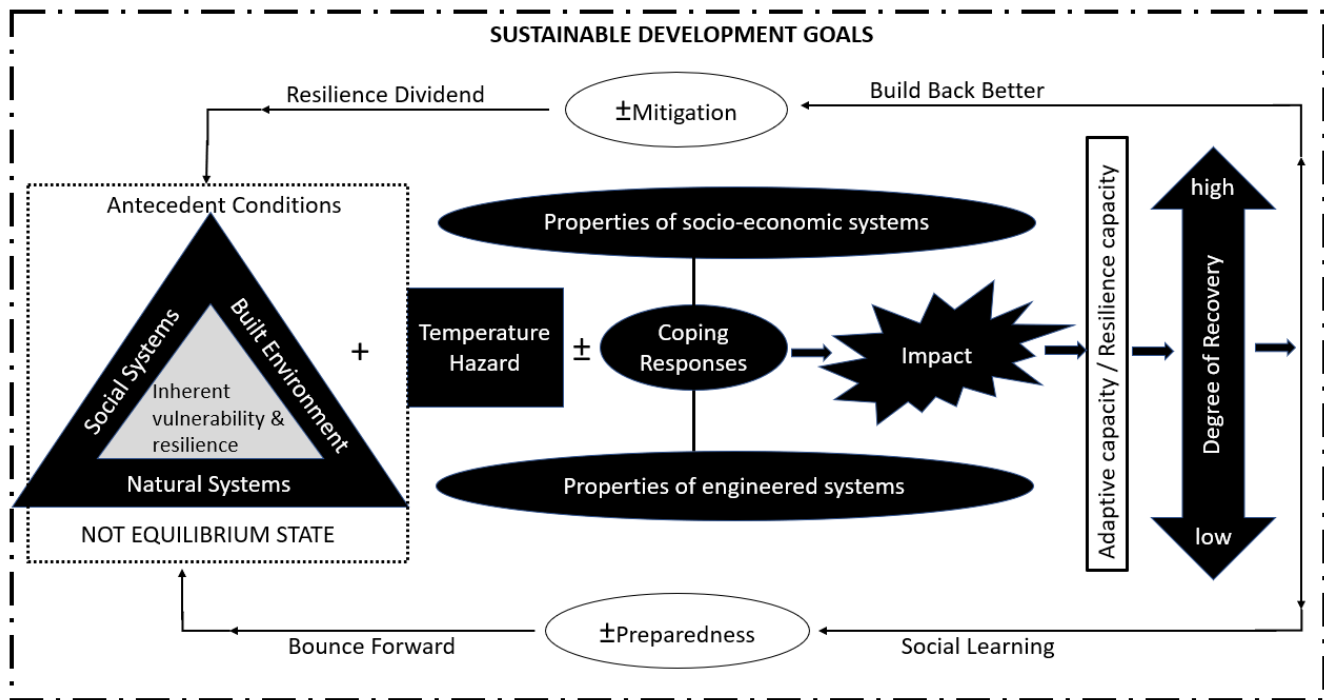 SUSTAINABLE DEVELOPMENT GOALS
Resilience Dividend
±Mitigation
Build Back Better
Antecedent Conditions
Social Systems
Built Environment
Inherent
vulnerability &
resilience
Natural Systems
NOT EQUILIBRIUM STATE
+
Temperature
Hazard
±
Properties of socio-economic systems
Coping
Responses
Properties of engineered systems
Impact
Adaptive capacity / Resilience capacity
high
Degree of Recovery
low
Bounce Forward
±Preparedness
Social Learning